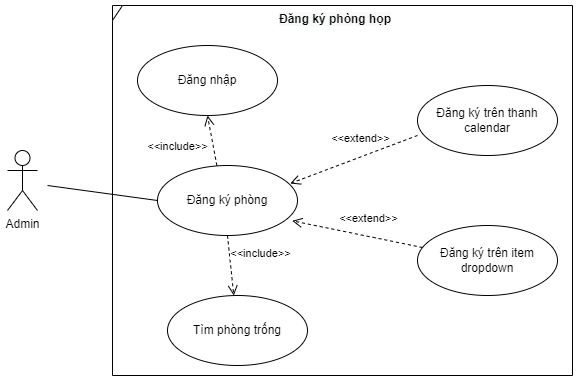 Đăng ký phòng họp
Đăng nhập
Đăng ký trên thanh
calendar
<<extend>>
<<include>>
Đăng ký phòng
Admin
<<extend>>
Đăng ký trên item
dropdown
<<include>>
Tìm phòng trống